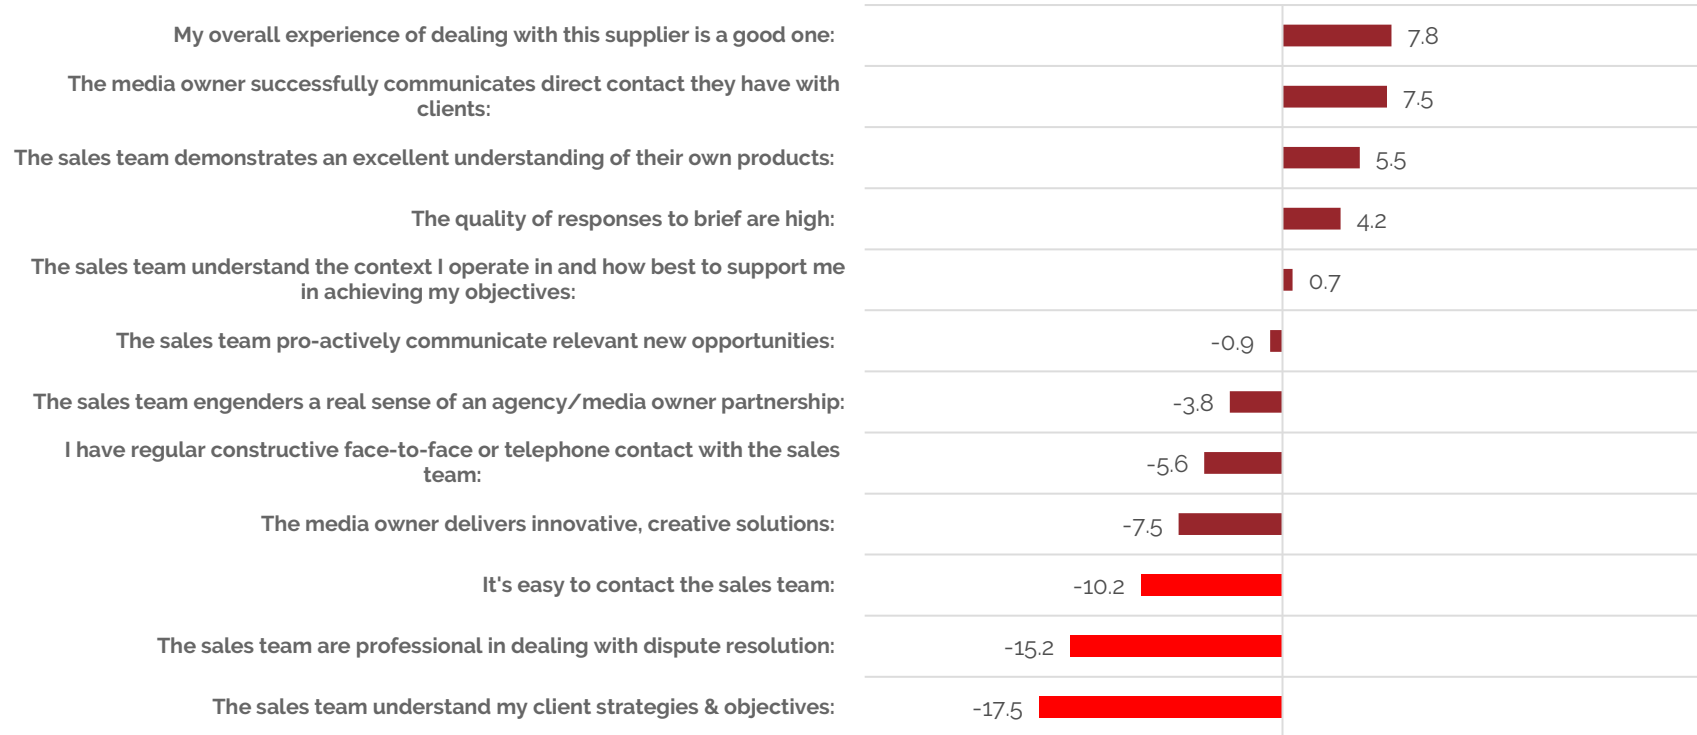 My overall experience of dealing with this supplier is a good one:
7.8
The media owner successfully communicates direct contact they have with
clients:
7.5
The sales team demonstrates an excellent understanding of their own products:
5.5
The quality of responses to brief are high:
4.2
The sales team understand the context I operate in and how best to support me
in achieving my objectives:
0.7
The sales team pro-actively communicate relevant new opportunities:
-0.9
The sales team engenders a real sense of an agency/media owner partnership:
-3.8
I have regular constructive face-to-face or telephone contact with the sales
team:
-5.6
The media owner delivers innovative, creative solutions:
-7.5
It's easy to contact the sales team:
-10.2
The sales team are professional in dealing with dispute resolution:
-15.2
The sales team understand my client strategies & objectives:
-17.5